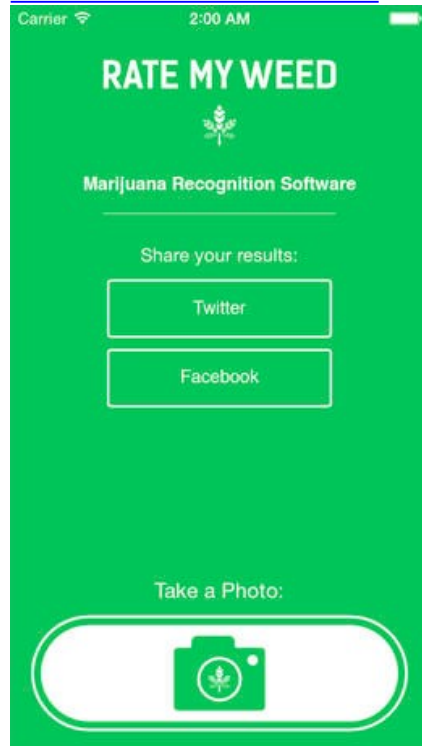 Carrier 2:00 AM
RATE MY WEED
Marijuana Recognition Software
Share your results:
Twitter
Facebook
Take a Photo: